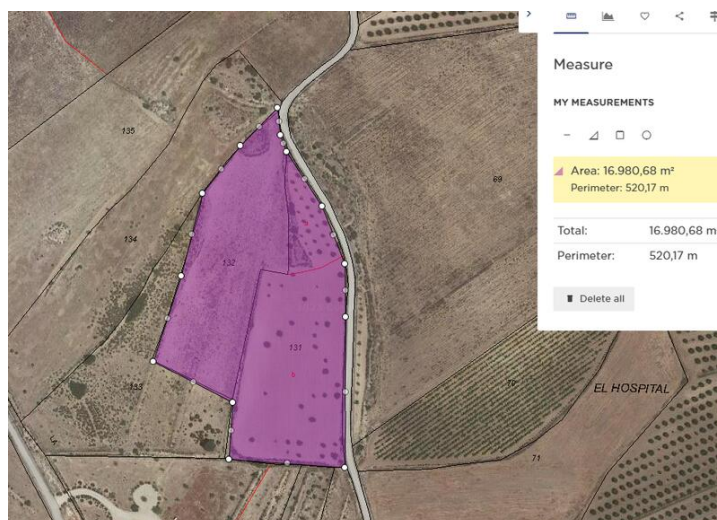 Measure
MY MEASUREMENTS
Area: 16.980,68 m²
Perimeter: 520,17 m
Total: 16.980,68 m
Perimeter: 520,17 m
Delete all
135
134
132
133
131
69
70
EL HOSPITAL
71